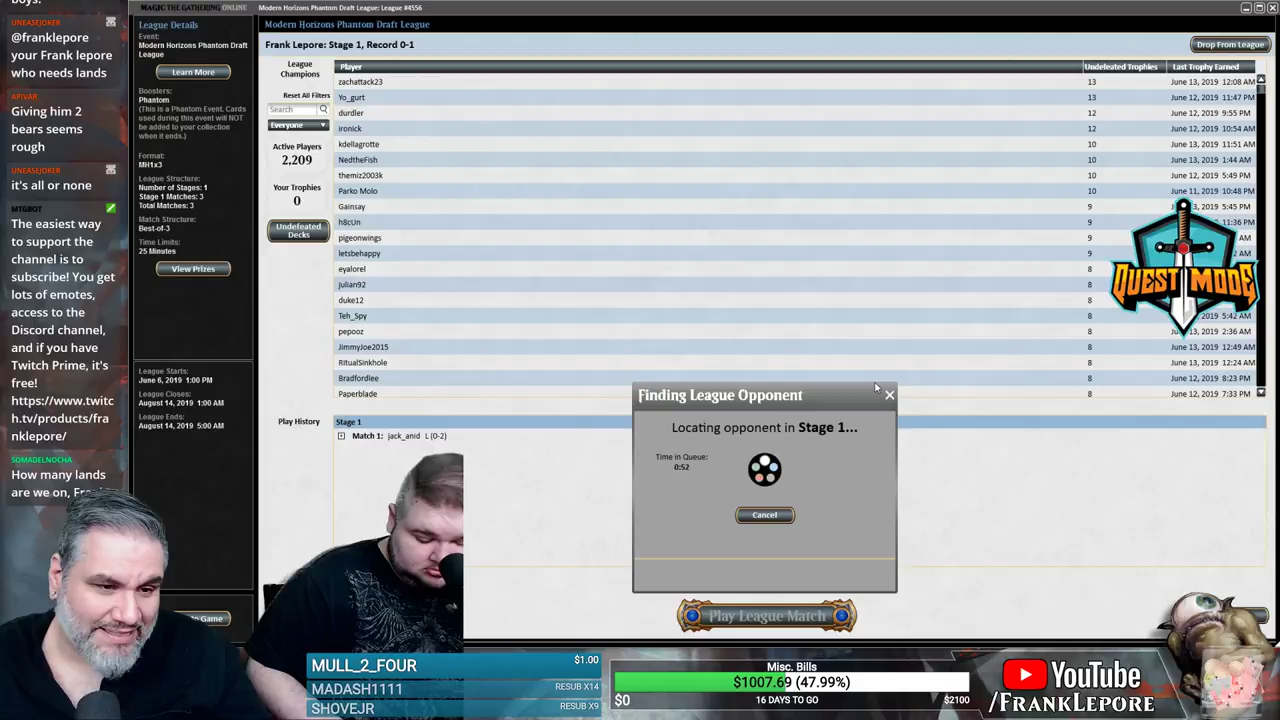 boys.
MAGIC THE GATHERING ONLINE
Modern Horizons Phantom Draft League: League #4556
UNEASEJOKER
@franklepore
your Frank lepore
who needs lands
APIVAR
Giving him 2
bears seems
rough
UNEASEJOKER
it's all or none
MTGBOT
The easiest way
to support the
channel is to
subscribe! You get
lots of emotes,
access to the
Discord channel,
and if you have
Twitch Prime, it's
free!
https://www.twitc
h.tv/products/fra
nklepore/
SOMADELNOCHA
How many lands
are we on, Frank
League Details
Event:
Modern Horizons Phantom Draft
League
Learn More
Boosters:
Phantom
(This is a Phantom Event. Cards
used during this event will NOT
be added to your collection
when it ends.)
Format:
MH1x3
League Structure:
Number of Stages: 1
Stage 1 Matches: 3
Total Matches: 3
Match Structure:
Best-of-3
Time Limits:
25 Minutes
View Prizes
League Starts:
June 6, 2019 1:00 PM
League Closes:
August 14, 2019 1:00 AM
League Ends:
August 14, 2019 5:00 AM
to Game
Modern Horizons Phantom Draft League
Frank Lepore: Stage 1, Record 0-1
Drop From League
League
Champions
Reset All Filters
Search
Everyone
Active Players
2,209
Your Trophies
0
Undefeated
Decks
Player Undefeated Trophies Last Trophy Earned
zachattack23 13 June 13, 2019 12:08 AM
Yo_gurt 13 June 12, 2019 11:47 PM
durdler 12 June 12, 2019 9:55 PM
ironick 12 June 12, 2019 10:54 AM
kdellagrotte 10 June 13, 2019 11:51 AM
NedtheFish 10 June 13, 2019 1:44 AM
themiz2003k 10 June 12, 2019 5:49 PM
Parko Molo 10 June 11, 2019 10:48 PM
Gainsay 9 5:45 PM
h8cUn 9 11:36 PM
pigeonwings 9 AM
letsbehappy 9 AM
eyalorel 8
julian92 8
duke12 8
Teh_Spy 8 5:42 AM
pepooz 8 2019 2:36 AM
JimmyJoe2015 8 June 13, 2019 12:49 AM
RitualSinkhole 8 June 13, 2019 12:24 AM
Bradfordlee 8 June 12, 2019 8:23 PM
Paperblade 8 June 12, 2019 7:33 PM
QUEST MODE
Play History
Stage 1
Match 1: jack_anid L (0-2)
Finding League Opponent
Locating opponent in Stage 1...
Time in Queue:
0:52
Cancel
Play League Match
MULL_2_FOUR $1.00
MADASH1111 RESUB X14
SHOVEJR RESUB X9
Misc. Bills
$1007.69 (47.99%)
$0 16 DAYS TO GO $2100
YouTube
/FRANKLEPORE